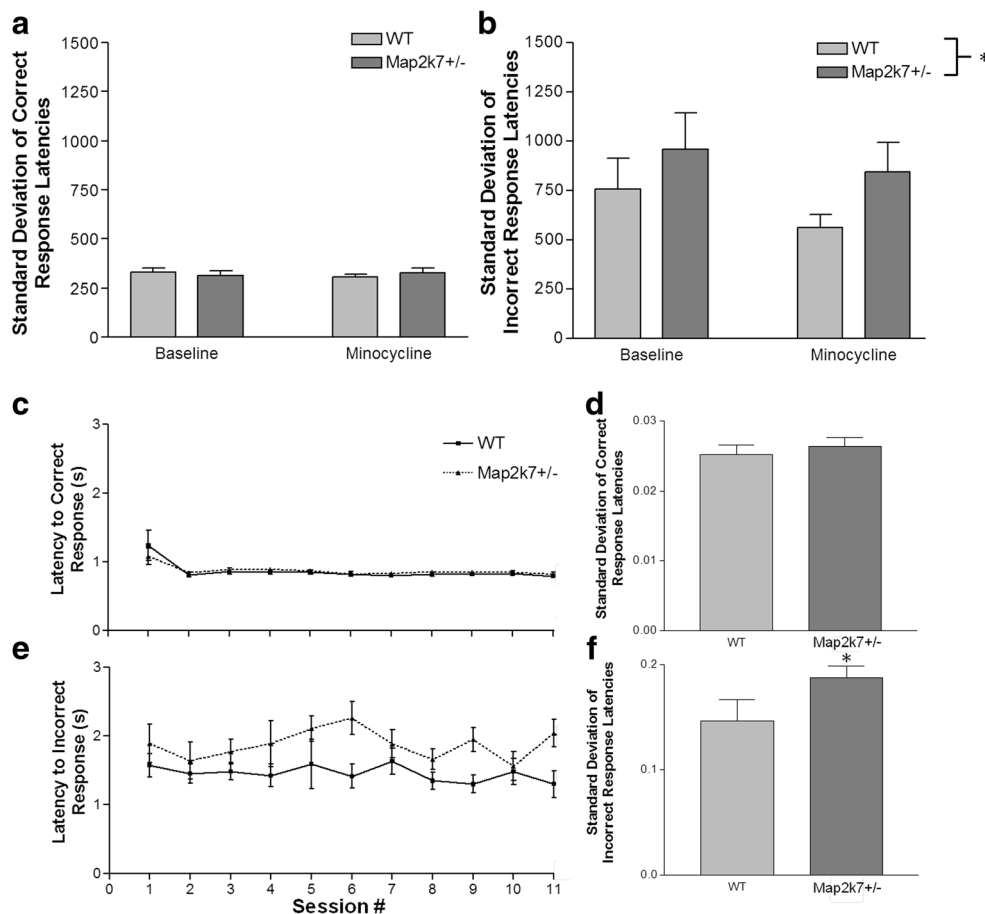 a
Standard Deviation of Correct
Response Latencies
1500
1250
1000
750
500
250
0
WT
Map2k7+/-
Baseline
Minocycline
b
Standard Deviation of
Incorrect Response Latencies
1500
1250
1000
750
500
250
0
WT
Map2k7+/-
*
Baseline
Minocycline
c
Latency to Correct
Response (s)
3
2
1
0
WT
Map2k7+/-
d
Standard Deviation of Correct
Response Latencies
0.03
0.02
0.01
0.00
WT
Map2k7+/-
e
Latency to Incorrect
Response (s)
3
2
1
0
0 1 2 3 4 5 6 7 8 9 10 11
Session #
f
Standard Deviation of
Incorrect Response Latencies
0.2
0.1
0.0
*
WT
Map2k7+/-